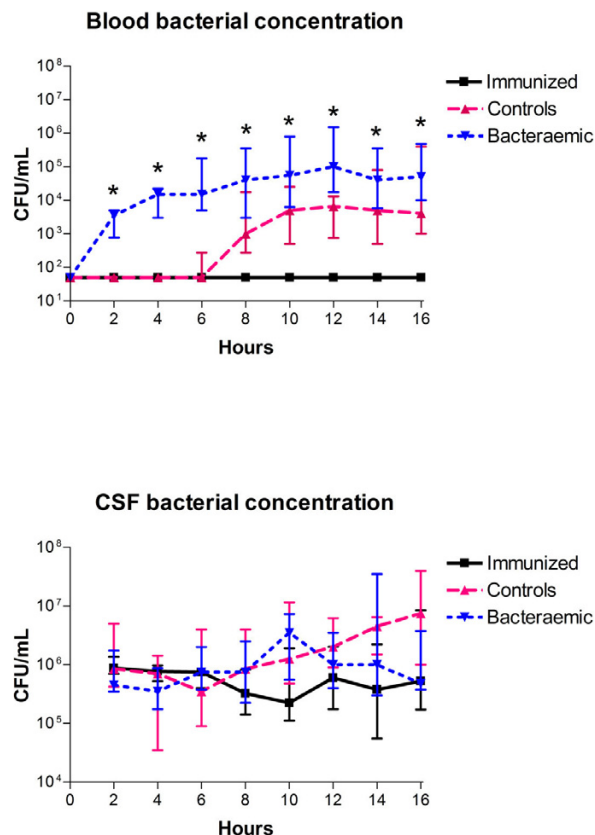 Blood bacterial concentration
10⁸
10⁷
10⁶
10⁵
10⁴
10³
10²
10¹
CFU/mL
* * * * * * * *
0 2 4 6 8 10 12 14 16
Hours
Immunized
Controls
Bacteraemic
CSF bacterial concentration
10⁸
10⁷
10⁶
10⁵
10⁴
CFU/mL
0 2 4 6 8 10 12 14 16
Hours
Immunized
Controls
Bacteraemic